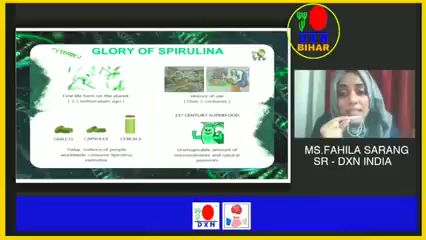 GLORY OF SPIRULINA
First life form on the planet
( 3.5 million years ago )
History of use
( Over 5 centuries )
TABLETS
CAPSULES
CEREALS
Today, millions of people
worldwide consume Spirulina
everyday
21st CENTURY SUPERFOOD
Unimaginable amount of
micronutrients and natural
pigments
DXN
BIHAR
MS.FAHILA SARANG
SR - DXN INDIA
DXN